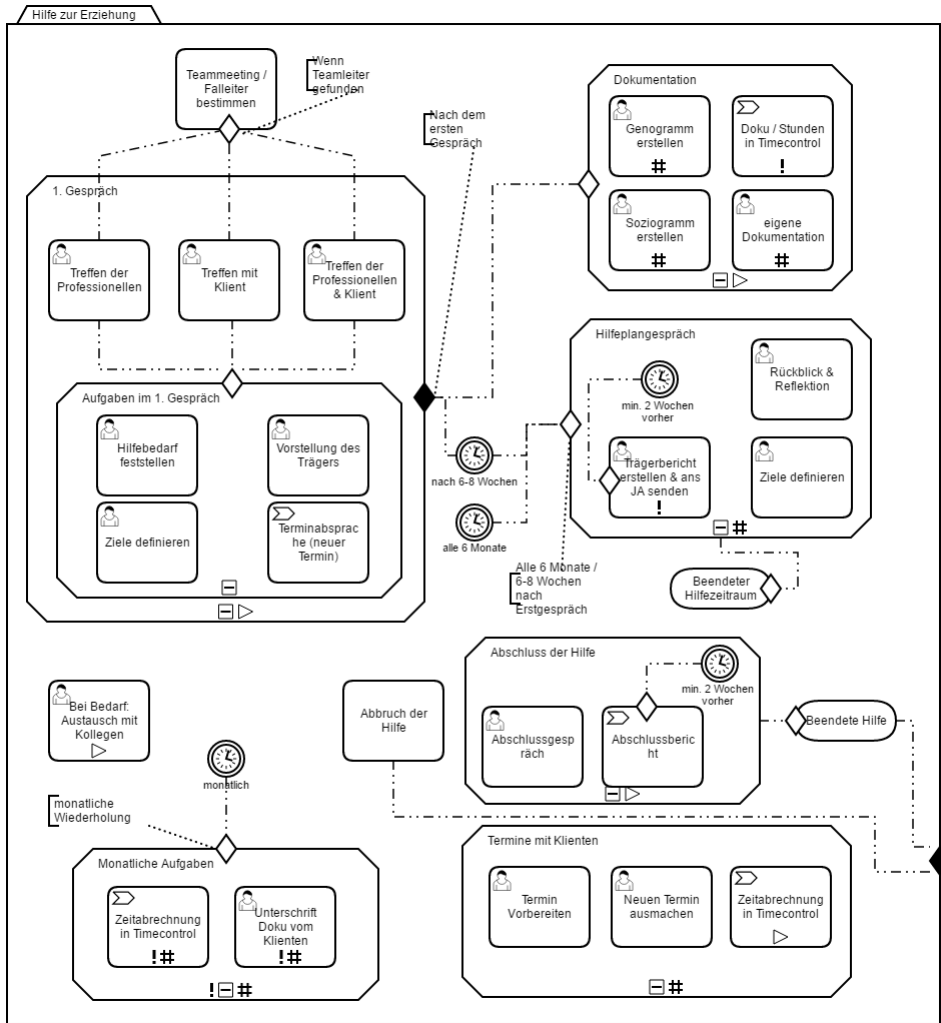 Hilfe zur Erziehung
Teammeeting /
Falleiter
bestimmen
Wenn
Teamleiter
gefunden
Nach dem
ersten
Gespräch
1. Gespräch
Treffen der
Professionellen
Treffen mit
Klient
Treffen der
Professionellen
& Klient
Aufgaben im 1. Gespräch
Hilfebedarf
feststellen
Vorstellung des
Trägers
Ziele definieren
Terminabsprac
he (neuer
Termin)
Dokumentation
Genogramm
erstellen
Doku / Stunden
in Timecontrol
Soziogramm
erstellen
eigene
Dokumentation
nach 6-8 Wochen
alle 6 Monate
Hilfeplangespräch
min. 2 Wochen
vorher
Rückblick &
Reflektion
Trägerbericht
erstellen & ans
JA senden
Ziele definieren
Alle 6 Monate /
6-8 Wochen
nach
Erstgespräch
Beendeter
Hilfezeitraum
Bei Bedarf:
Austausch mit
Kollegen
monatlich
monatliche
Wiederholung
Abbruch der
Hilfe
Abschluss der Hilfe
min. 2 Wochen
vorher
Abschlussgesp
räch
Abschlussberic
ht
Beendete Hilfe
Monatliche Aufgaben
Zeitabrechnung
in Timecontrol
Unterschrift
Doku vom
Klienten
Termine mit Klienten
Termin
Vorbereiten
Neuen Termin
ausmachen
Zeitabrechnung
in Timecontrol